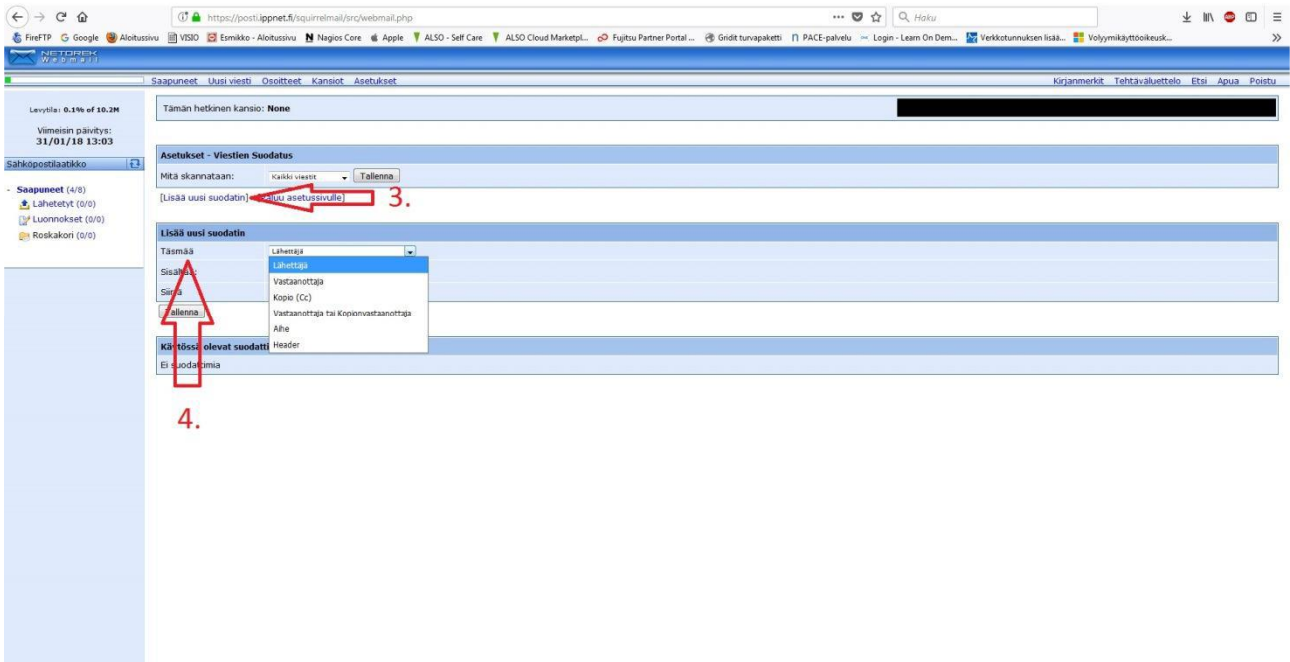 https://posti.ippnet.fi/squirrelmail/src/webmail.php
Haku
FireFTP Google Aloitussivu VISIO Esmikko - Aloitussivu Nagios Core Apple ALSO - Self Care ALSO Cloud Marketpl... Fujitsu Partner Portal ... Gridit turvapaketti PACE-palvelu Login - Learn On Dem... Verkkotunnuksen lisää... Volyymikäyttöoikeusk...
NETOREK
Webmail
Saapuneet Uusi viesti Osoitteet Kansiot Asetukset Kirjanmerkit Tehtäväluettelo Etsi Apua Poistu
Levytila: 0.1% of 10.2M
Viimeisin päivitys:
31/01/18 13:03
Sähköpostilaatikko
- Saapuneet (4/8)
Lähetetyt (0/0)
Luonnokset (0/0)
Roskakori (0/0)
Tämän hetkinen kansio: None
Asetukset - Viestien Suodatus
Mitä skannataan: Kaikki viestit Tallenna
[Lisää uusi suodatin] asetussivulle] 3.
Lisää uusi suodatin
Täsmää Lähettäjä
Lähettäjä
Vastaanottaja
Kopio (Cc)
Vastaanottaja tai Kopionvastaanottaja
Aihe
Header
Tallenna
olevat
Ei suodattimia
4.